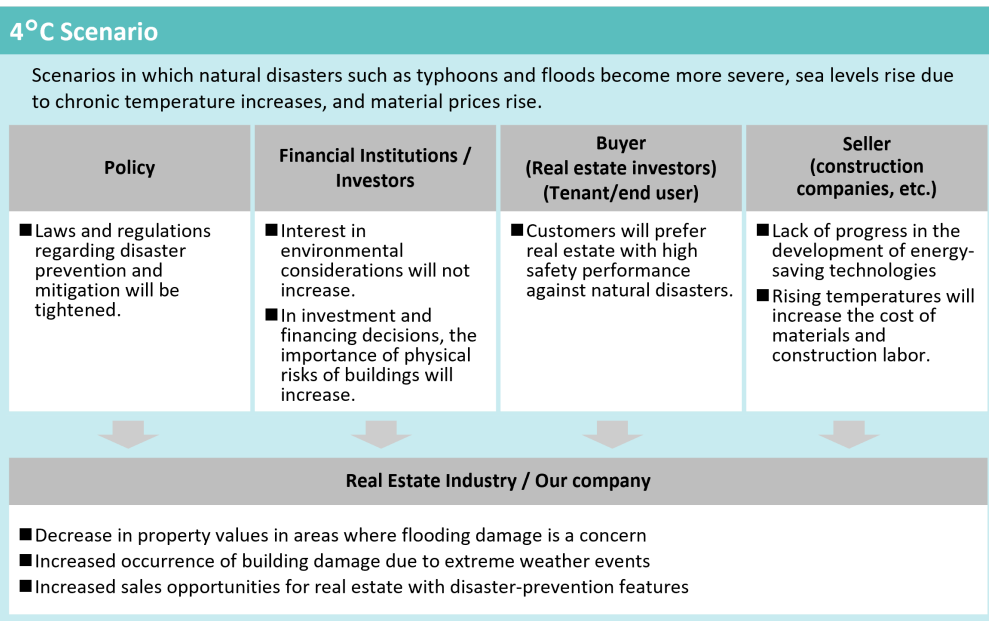 4°C Scenario
Scenarios in which natural disasters such as typhoons and floods become more severe, sea levels rise due
to chronic temperature increases, and material prices rise.
Policy
■Laws and regulations
regarding disaster
prevention and
mitigation will be
tightened.
Financial Institutions /
Investors
■Interest in
environmental
considerations will not
increase.
■In investment and
financing decisions, the
importance of physical
risks of buildings will
increase.
Buyer
(Real estate investors)
(Tenant/end user)
■Customers will prefer
real estate with high
safety performance
against natural disasters.
Seller
(construction
companies, etc.)
■Lack of progress in the
development of energy-
saving technologies
■Rising temperatures will
increase the cost of
materials and
construction labor.
Real Estate Industry / Our company
■Decrease in property values in areas where flooding damage is a concern
■Increased occurrence of building damage due to extreme weather events
■Increased sales opportunities for real estate with disaster-prevention features